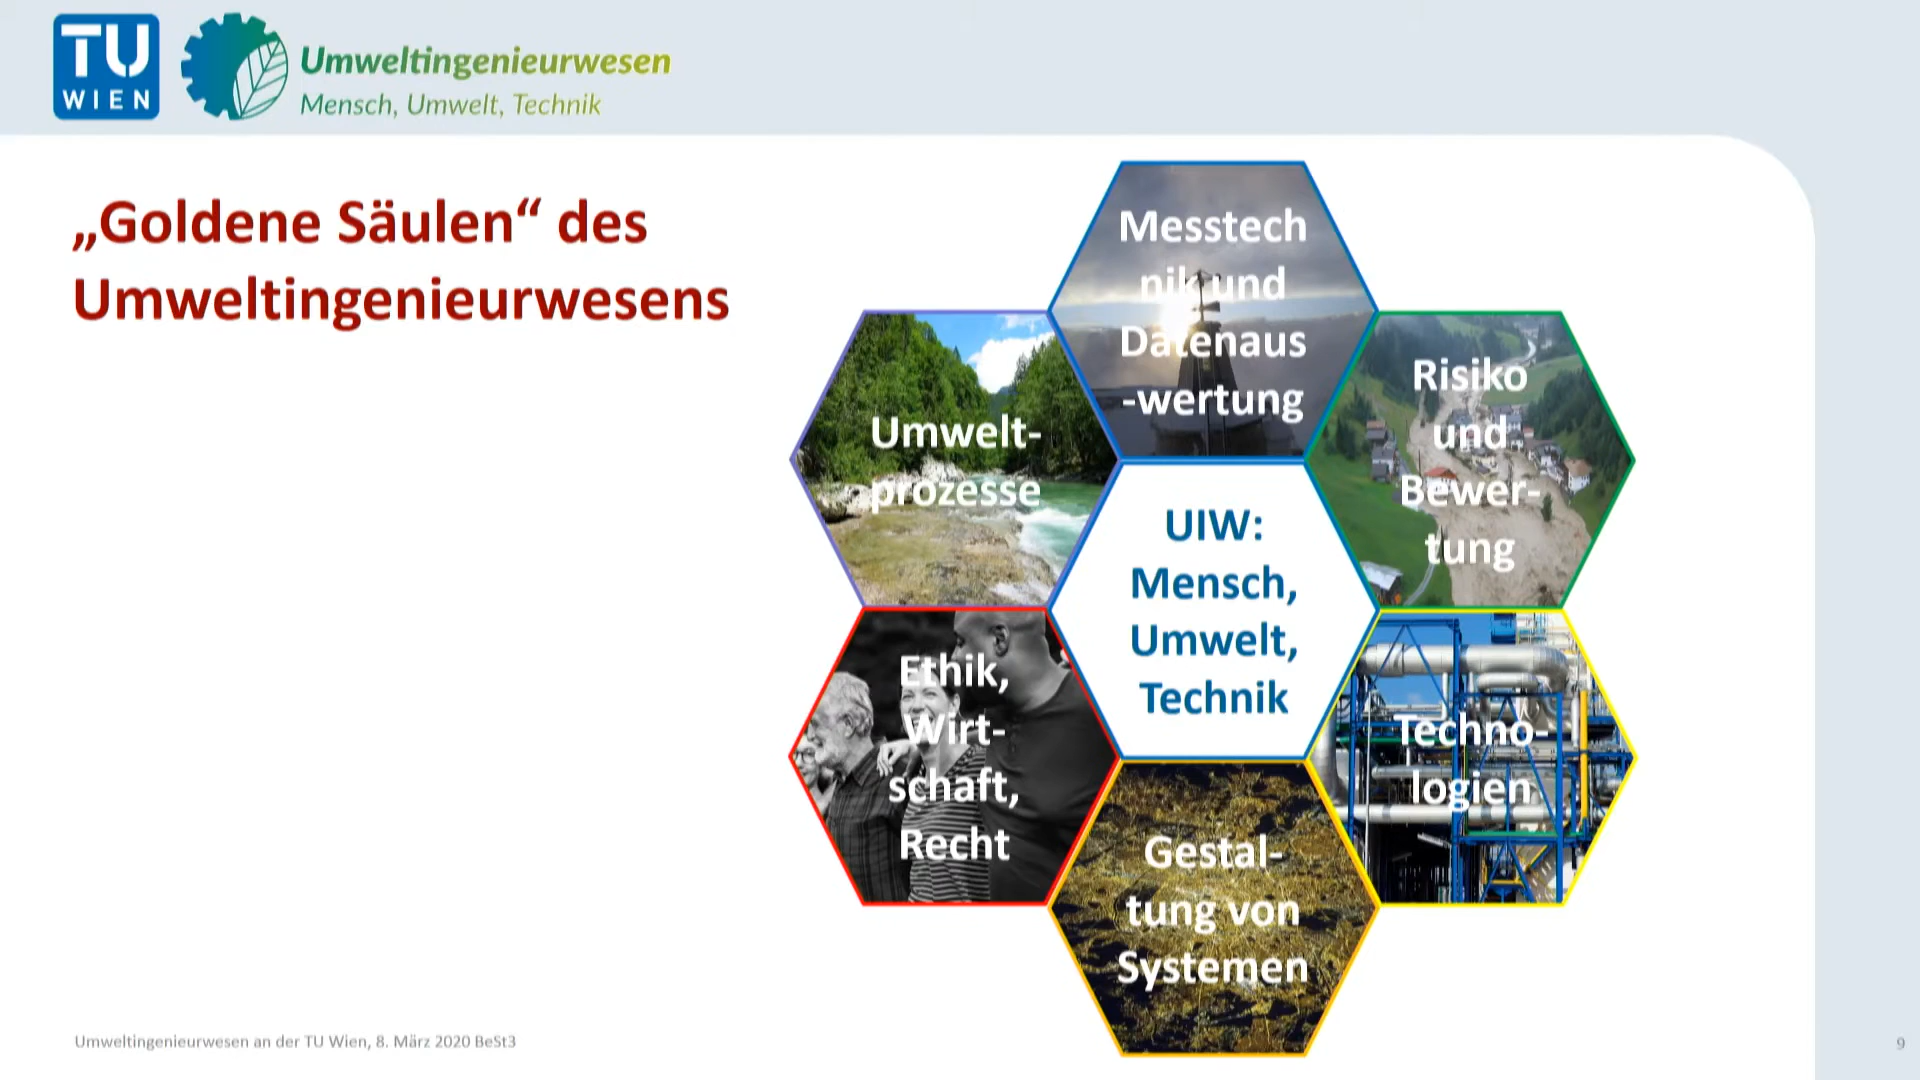 TU
WIEN
Umweltingenieurwesen
Mensch, Umwelt, Technik
„Goldene Säulen“ des
Umweltingenieurwesens
Messtech
nik und
Datenaus
-wertung
Umwelt-
prozesse
Risiko
und
Bewer-
tung
UIW:
Mensch,
Umwelt,
Technik
Ethik,
Wirt-
schaft,
Recht
Techno-
logien
Gestal-
tung von
Systemen
Umweltingenieurwesen an der TU Wien, 8. März 2020 BeSt3
9